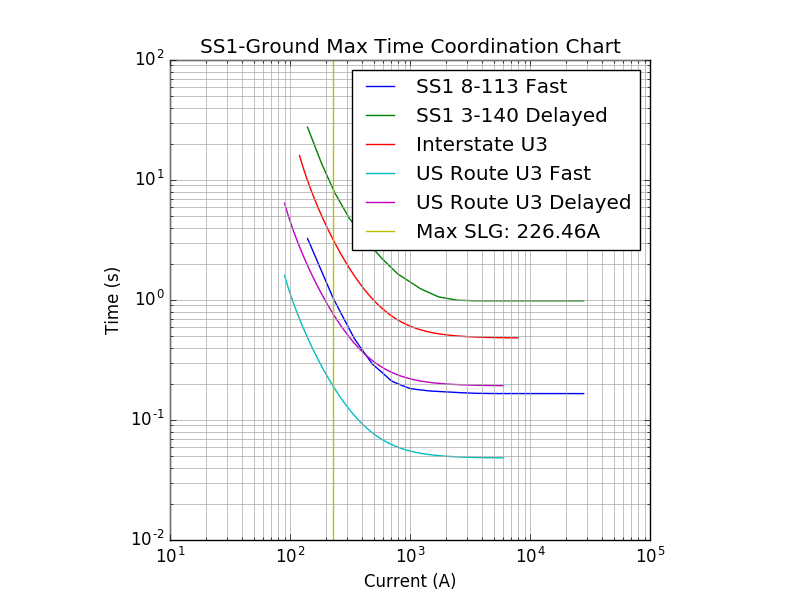 SS1-Ground Max Time Coordination Chart
SS1 8-113 Fast
SS1 3-140 Delayed
Interstate U3
US Route U3 Fast
US Route U3 Delayed
Max SLG: 226.46A
10²
10¹
10⁰
10⁻¹
10⁻²
Time (s)
10¹ 10² 10³ 10⁴ 10⁵
Current (A)